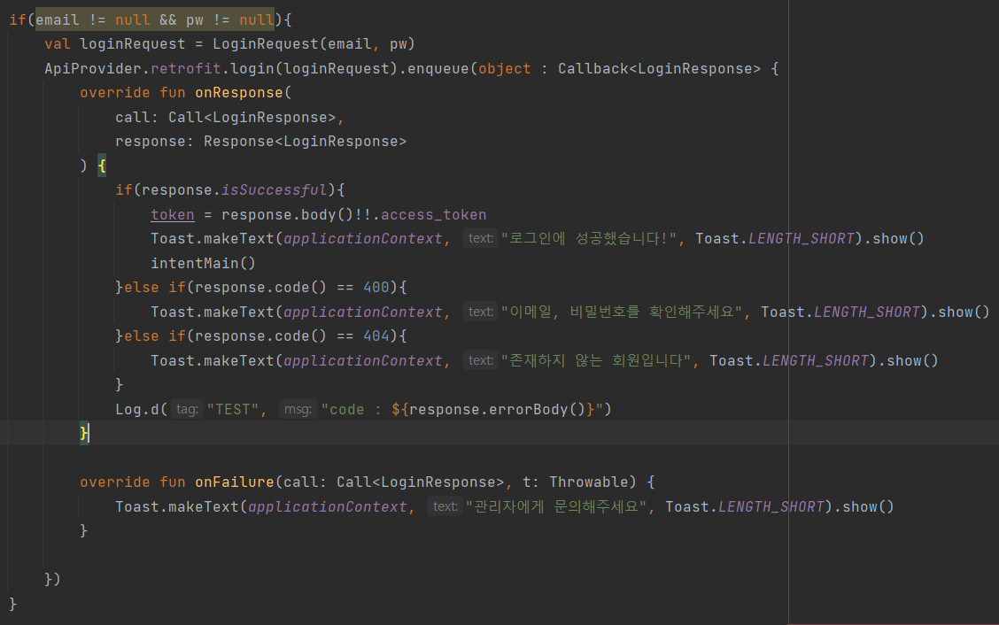 if(email != null && pw != null){
val loginRequest = LoginRequest(email, pw)
ApiProvider.retrofit.login(loginRequest).enqueue(object : Callback<LoginResponse> {
override fun onResponse(
call: Call<LoginResponse>,
response: Response<LoginResponse>
) {
if(response.isSuccessful){
token = response.body()!!.access_token
Toast.makeText(applicationContext, text: "로그인에 성공했습니다!", Toast.LENGTH_SHORT).show()
intentMain()
}else if(response.code() == 400){
Toast.makeText(applicationContext, text: "이메일, 비밀번호를 확인해주세요", Toast.LENGTH_SHORT).show()
}else if(response.code() == 404){
Toast.makeText(applicationContext, text: "존재하지 않는 회원입니다", Toast.LENGTH_SHORT).show()
}
Log.d( tag: "TEST", msg: "code : ${response.errorBody()}")
}
override fun onFailure(call: Call<LoginResponse>, t: Throwable) {
Toast.makeText(applicationContext, text: "관리자에게 문의해주세요", Toast.LENGTH_SHORT).show()
}
})
}